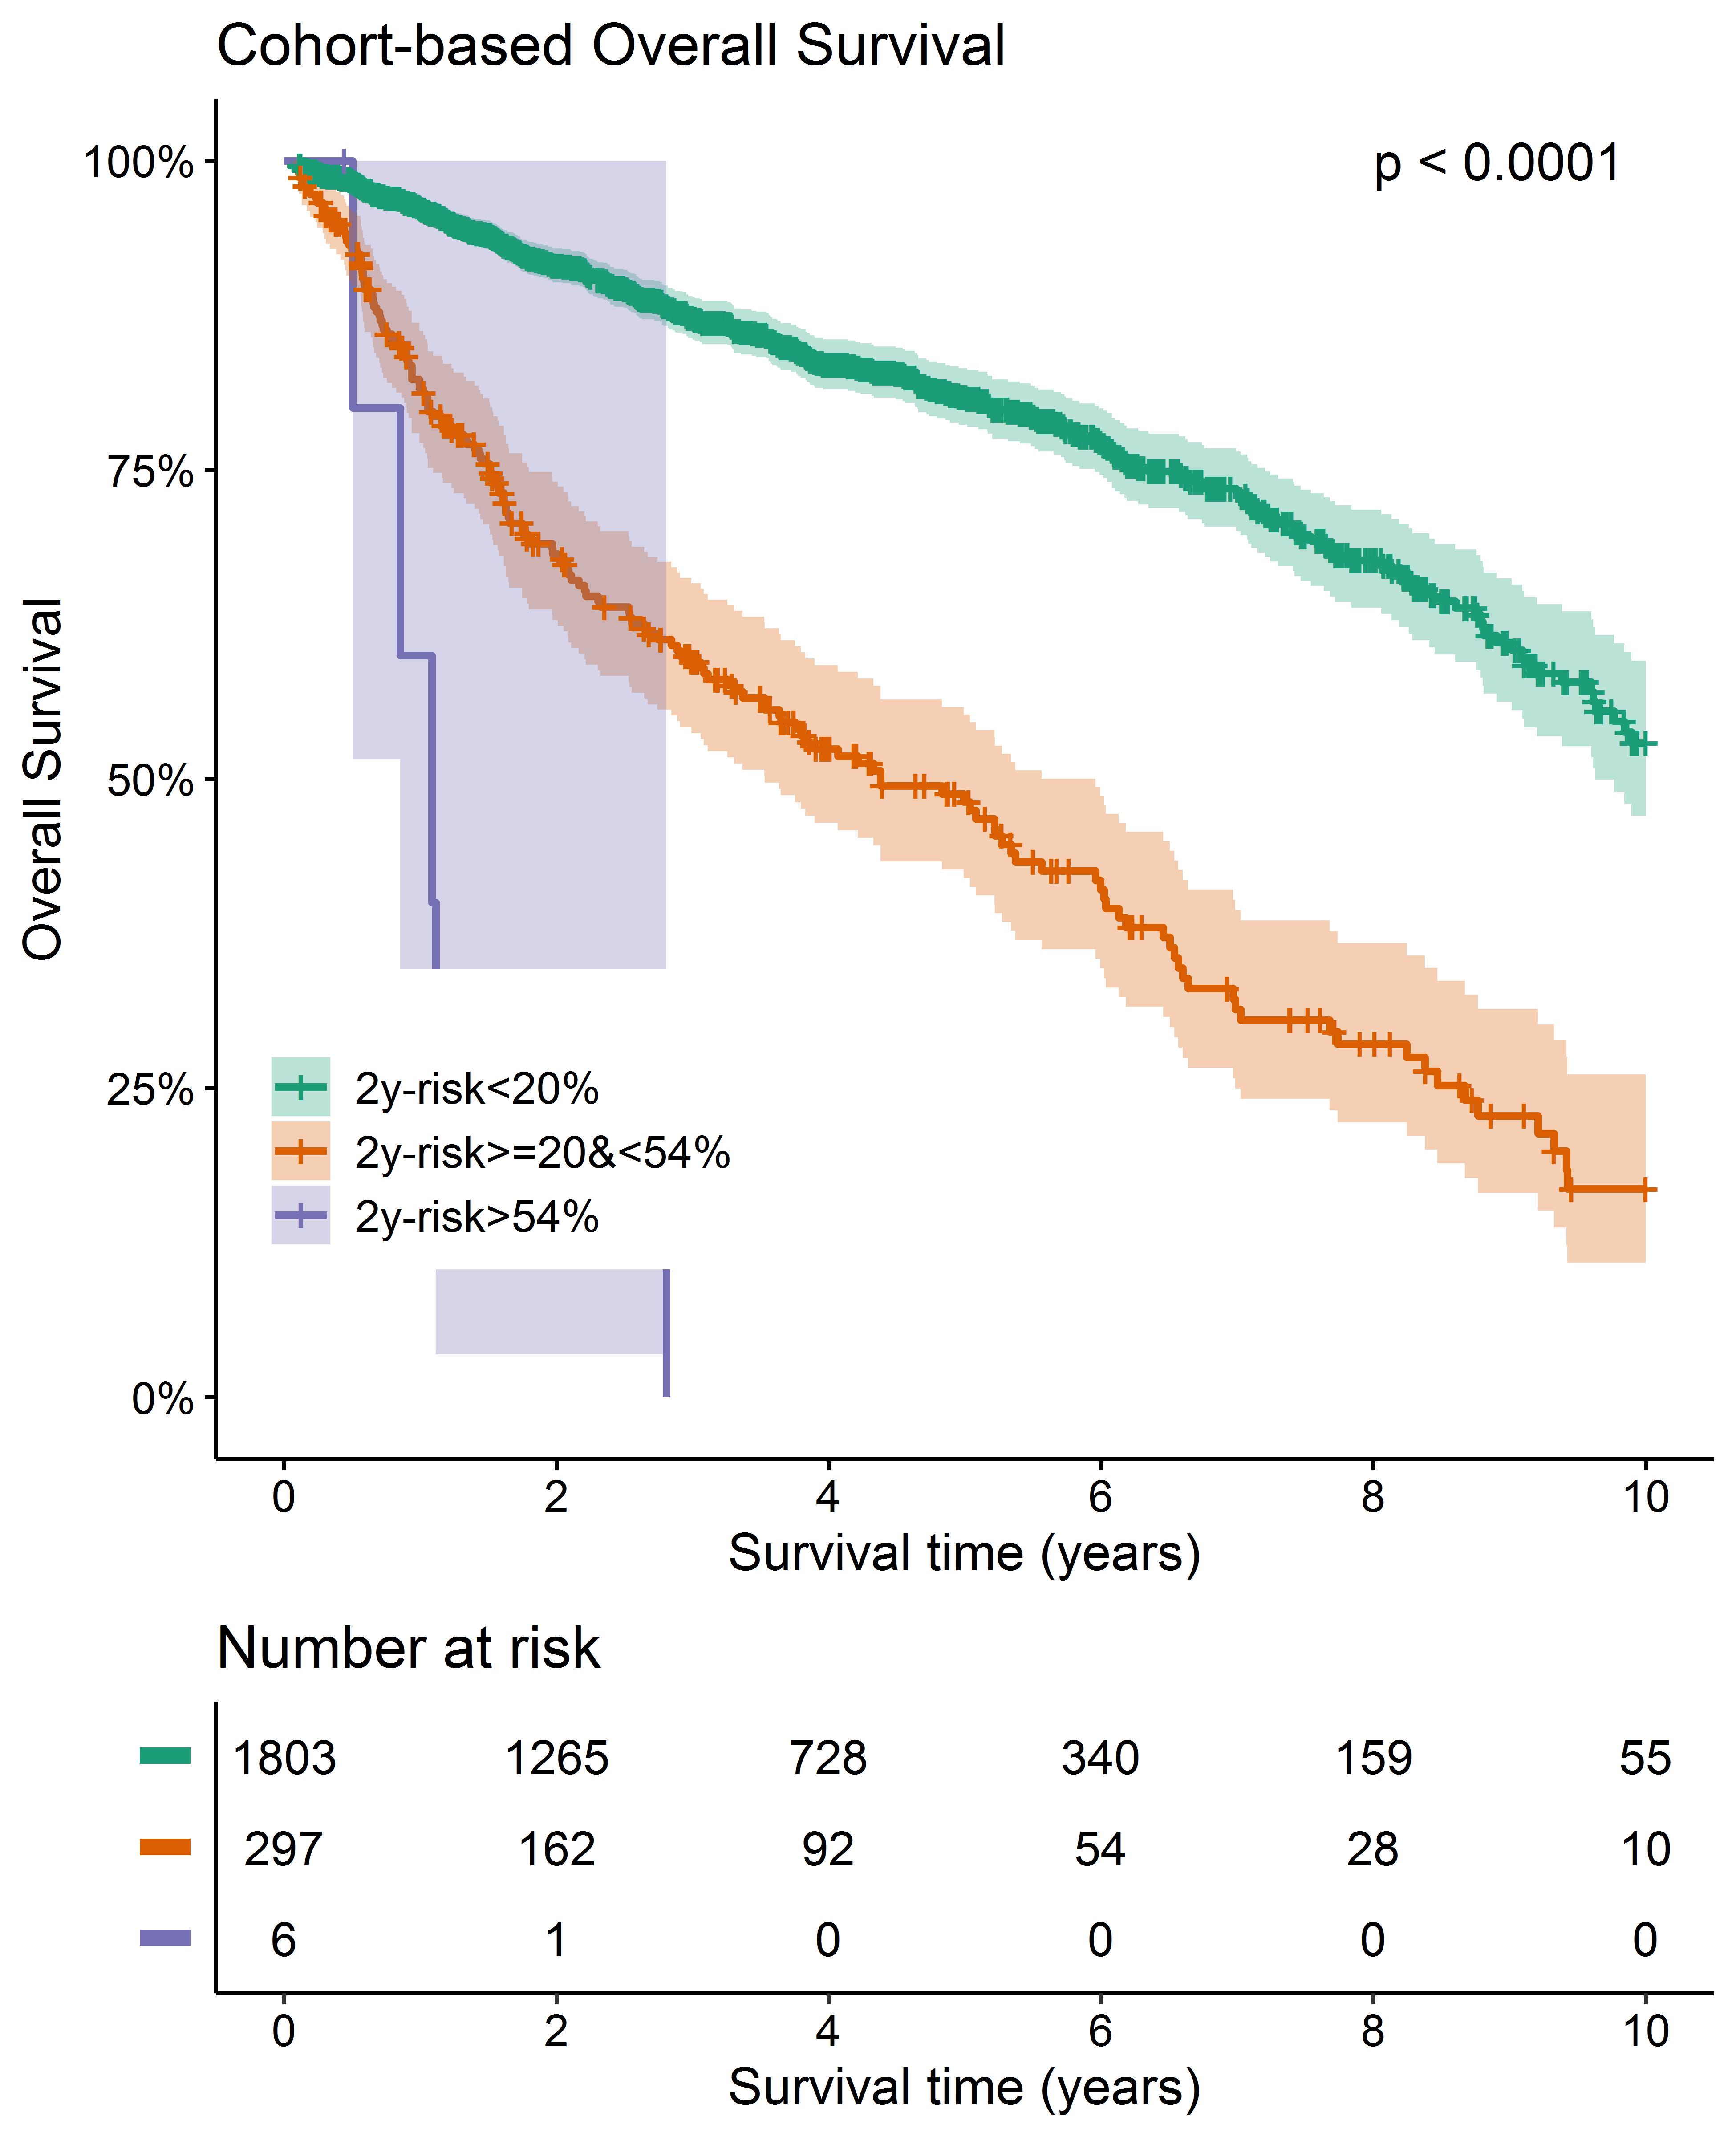 Cohort-based Overall Survival
p < 0.0001
100%
75%
50%
25%
0%
Overall Survival
2y-risk<20%
2y-risk>=20&<54%
2y-risk>54%
0 2 4 6 8 10
Survival time (years)
Number at risk
1803 1265 728 340 159 55
297 162 92 54 28 10
6 1 0 0 0 0
0 2 4 6 8 10
Survival time (years)